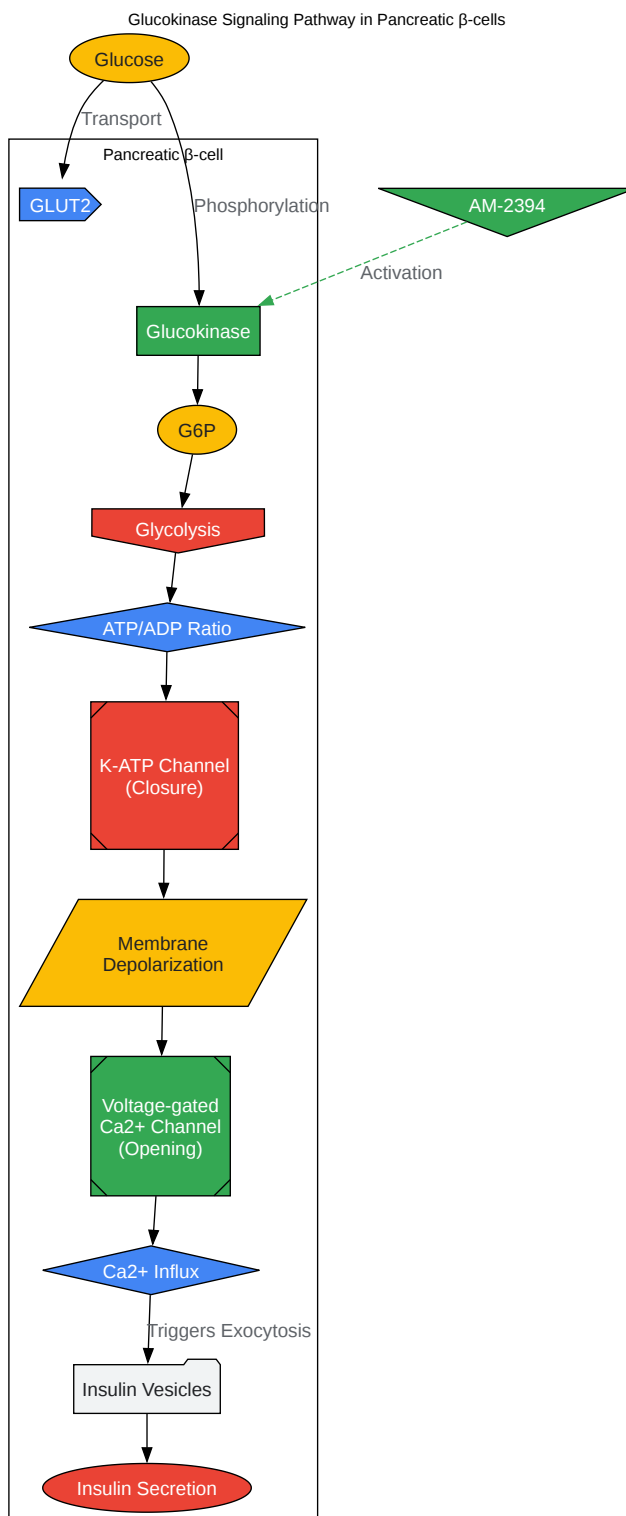 Glucokinase Signaling Pathway in Pancreatic β-cells
Glucose
Transport
Pancreatic β-cell
GLUT2
Phosphorylation
AM-2394
Activation
Glucokinase
G6P
Glycolysis
ATP/ADP Ratio
K-ATP Channel
(Closure)
Membrane
Depolarization
Voltage-gated
Ca2+ Channel
(Opening)
Ca2+ Influx
Triggers Exocytosis
Insulin Vesicles
Insulin Secretion